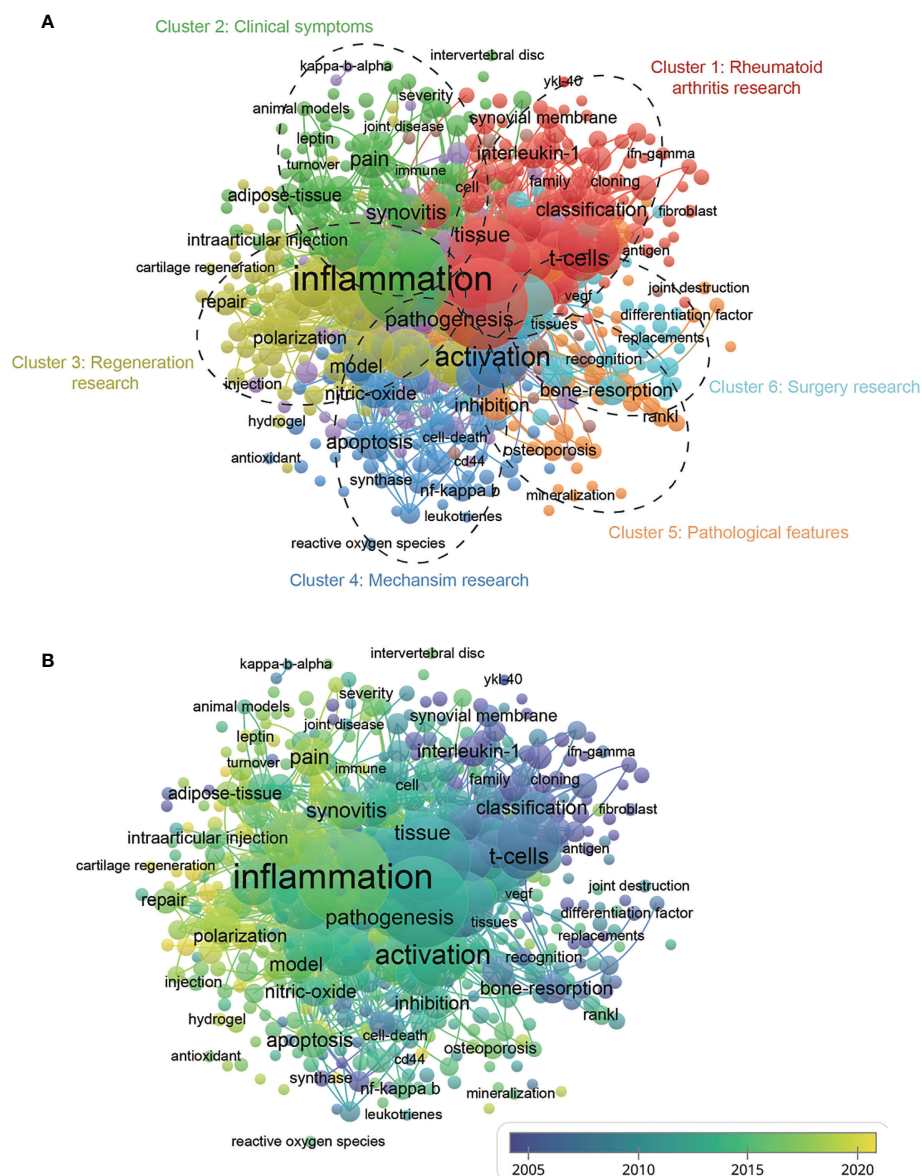 A
Cluster 2: Clinical symptoms
intervertebral disc
kappa-b-alpha
Cluster 1: Rheumatoid
arthritis research
ykl-40
severity
animal models
synovial membrane
joint disease
leptin
interleukin-1
ifn-gamma
turnover
pain
immune
cell
family
cloning
adipose-tissue
synovitis
classification
fibroblast
tissue
intraarticular injection
antigen
t-cells
cartilage regeneration
inflammation
joint destruction
repair
vegf
differentiation factor
pathogenesis
tissues
polarization
replacements
Cluster 3: Regeneration
research
model
activation
recognition
injection
nitric-oxide
bone-resorption
Cluster 6: Surgery research
inhibition
hydrogel
rankl
apoptosis
cell-death
antioxidant
cd44
osteoporosis
synthase
nf-kappa b
mineralization
leukotrienes
Cluster 5: Pathological features
reactive oxygen species
Cluster 4: Mechansim research
B
intervertebral disc
kappa-b-alpha
ykl-40
severity
animal models
synovial membrane
joint disease
leptin
interleukin-1
ifn-gamma
turnover
pain
immune
cell
family
cloning
adipose-tissue
synovitis
classification
fibroblast
tissue
intraarticular injection
antigen
t-cells
cartilage regeneration
inflammation
joint destruction
repair
vegf
differentiation factor
pathogenesis
tissues
polarization
replacements
model
activation
recognition
injection
nitric-oxide
bone-resorption
inhibition
hydrogel
rankl
apoptosis
cell-death
antioxidant
cd44
osteoporosis
synthase
nf-kappa b
mineralization
leukotrienes
reactive oxygen species
2005 2010 2015 2020